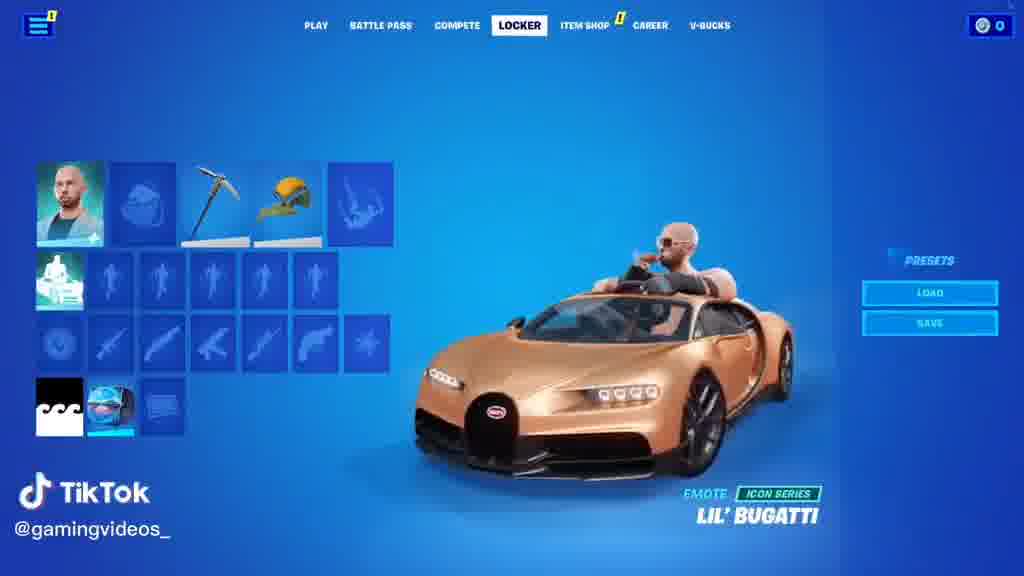 PLAY
BATTLE PASS
COMPETE
LOCKER
ITEM SHOP
!
CAREER
V-BUCKS
!
0
PRESETS
LOAD
SAVE
EMOTE
ICON SERIES
LIL' BUGATTI
TikTok
@gamingvideos_